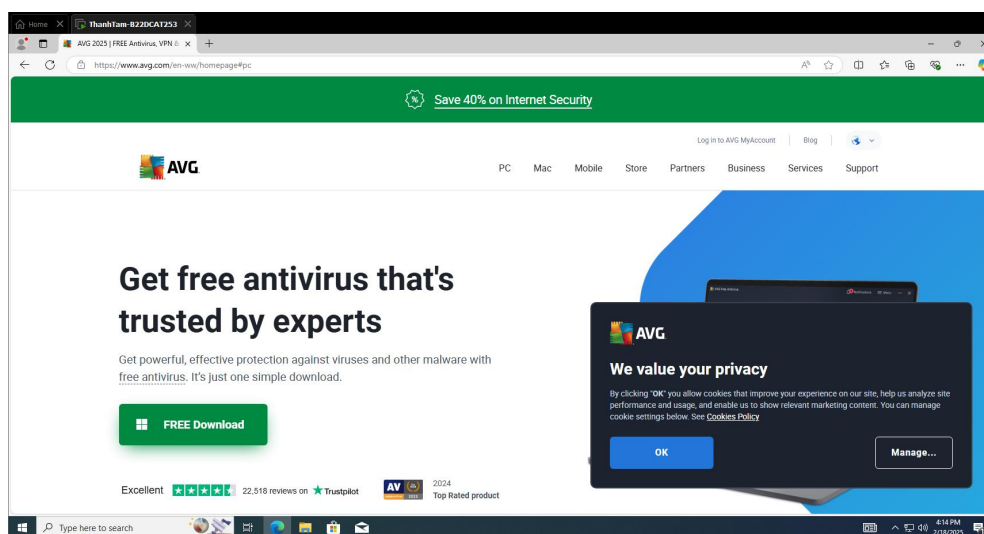 Home
ThanhTam-B22DCAT253
AVG 2025 | FREE Antivirus, VPN &
https://www.avg.com/en-ww/homepage#pc
Save 40% on Internet Security
Log in to AVG MyAccount
Blog
AVG
PC Mac Mobile Store Partners Business Services Support
Get free antivirus that's
trusted by experts
Get powerful, effective protection against viruses and other malware with
free antivirus. It's just one simple download.
FREE Download
Excellent
22,518 reviews on Trustpilot
AV
2024
Top Rated product
AVG
We value your privacy
By clicking "OK" you allow cookies that improve your experience on our site, help us analyze site
performance and usage, and enable us to show relevant marketing content. You can manage
cookie settings below. See Cookies Policy
OK
Manage...
Type here to search
4:14 PM
2/18/2025